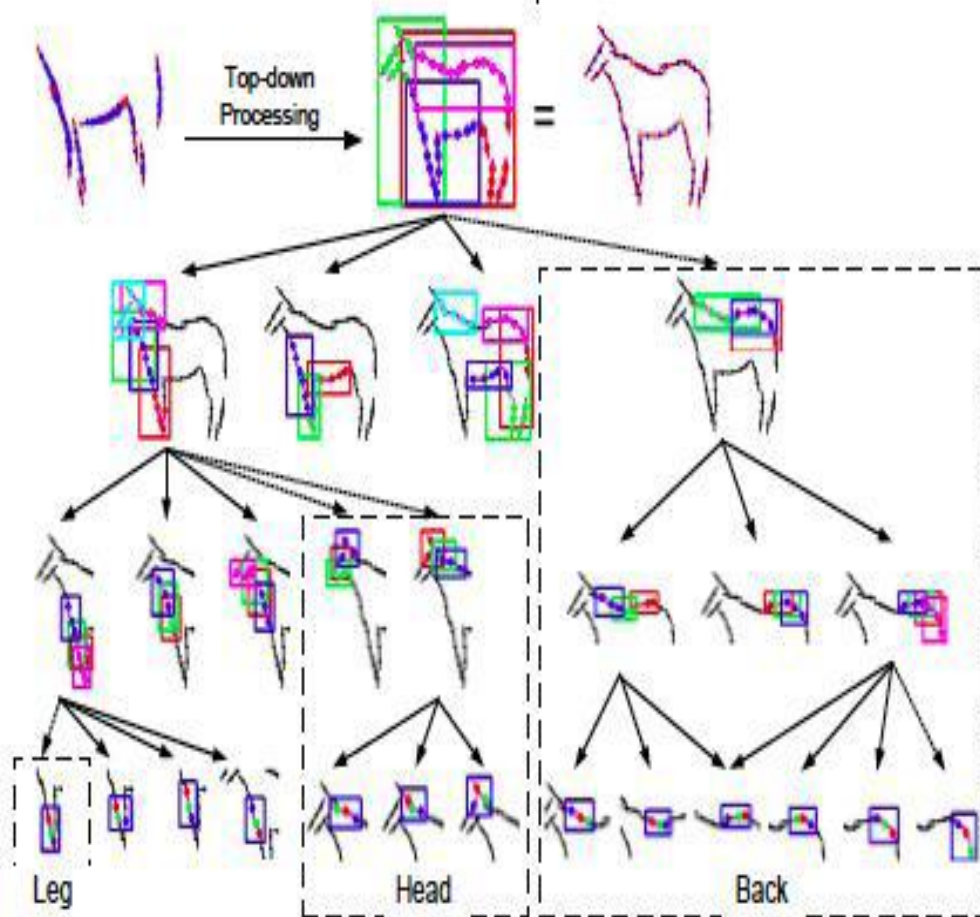 Top-down
Processing
=
Leg
Head
Back